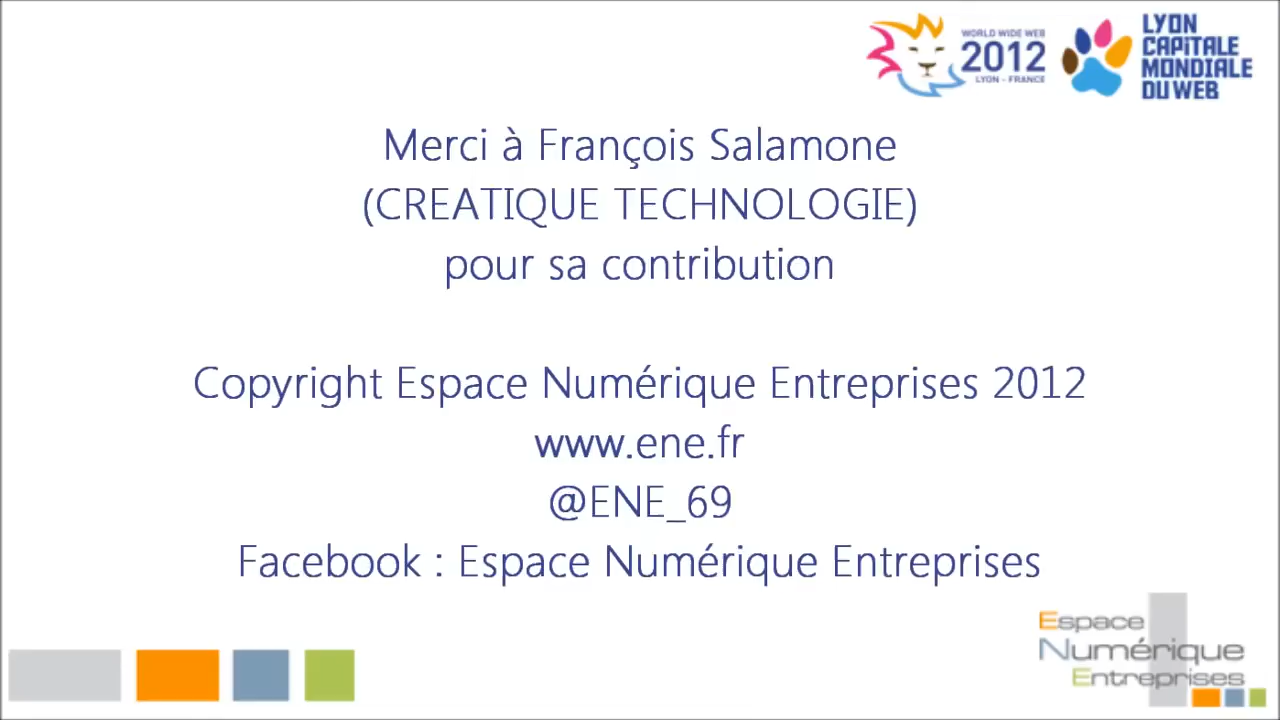 WORLD WIDE WEB
2012
LYON - FRANCE
LYON
CAPITALE
MONDIALE
DU WEB
Merci à François Salamone
(CREATIQUE TECHNOLOGIE)
pour sa contribution
Copyright Espace Numérique Entreprises 2012
www.ene.fr
@ENE_69
Facebook : Espace Numérique Entreprises
Espace
Numérique
Entreprises